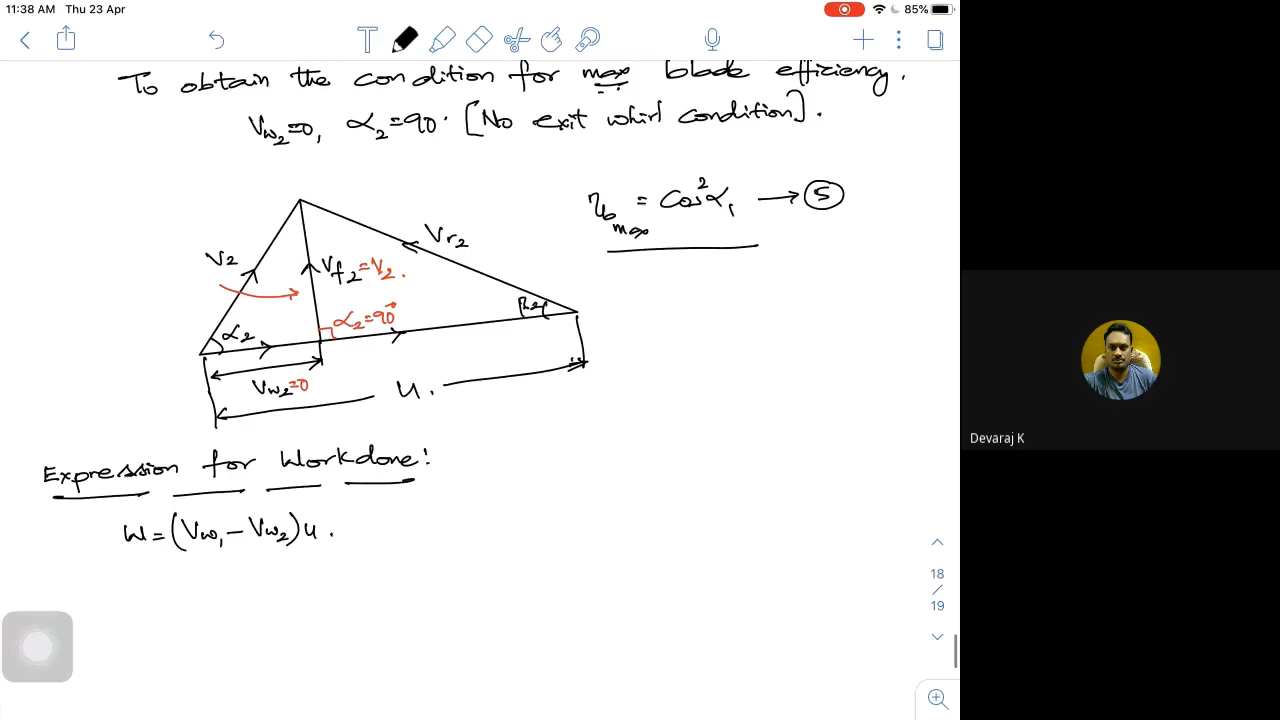 11:38 AM Thu 23 Apr
85%
To obtain the condition for max blade efficiency.
Vw₂=0, α₂=90° [No exit whirl condition].
ηb max = Cos²α₁ → 5
V2
Vr2
Vf2=V2.
α2
α2=90°
Vw2=0
U.
Expression for Workdone:
W=(Vw₁-Vw₂)U.
18
/
19
Devaraj K